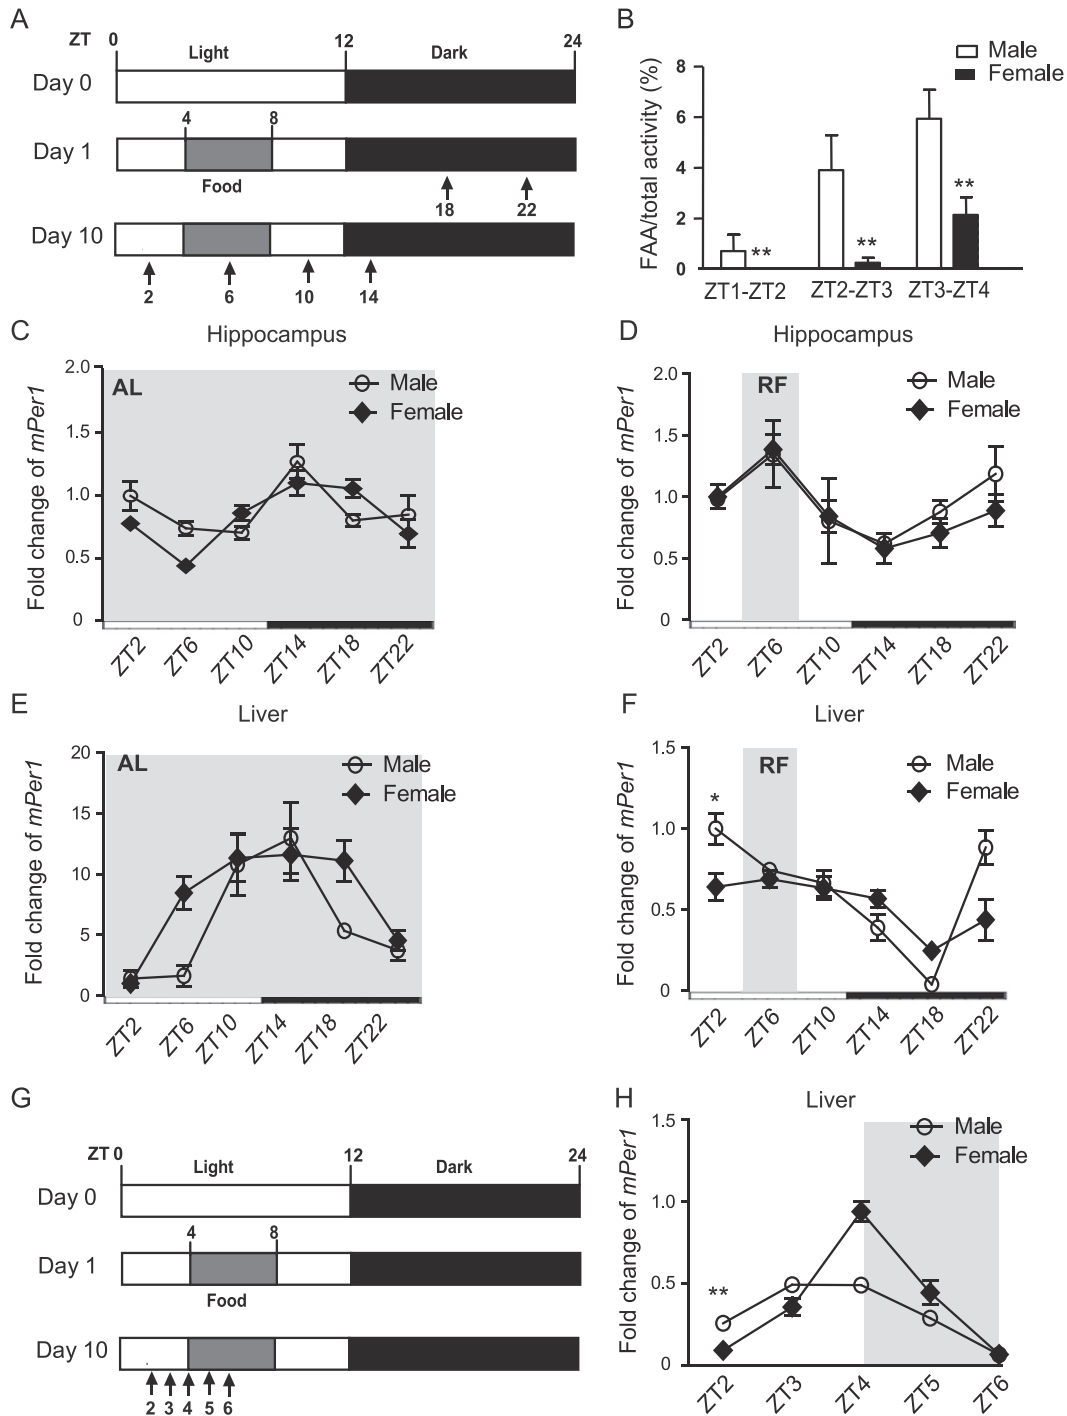 A
ZT 0 12 24
Light Dark
Day 0
4 8
Day 1
Food
18 22
Day 10
2 6 10 14
B
Male
Female
FAA/total activity (%)
8
6
4
2
0
**
**
**
ZT1-ZT2 ZT2-ZT3 ZT3-ZT4
C
Hippocampus
Fold change of mPer1
AL
Male
Female
2.0
1.5
1.0
0.5
0
ZT2 ZT6 ZT10 ZT14 ZT18 ZT22
D
Hippocampus
Fold change of mPer1
RF
Male
Female
2.0
1.5
1.0
0.5
0
ZT2 ZT6 ZT10 ZT14 ZT18 ZT22
E
Liver
Fold change of mPer1
AL
Male
Female
20
15
10
5
0
ZT2 ZT6 ZT10 ZT14 ZT18 ZT22
F
Liver
Fold change of mPer1
RF
Male
Female
1.5
1.0
0.5
0
*
ZT2 ZT6 ZT10 ZT14 ZT18 ZT22
G
ZT 0 12 24
Light Dark
Day 0
4 8
Day 1
Food
Day 10
2 3 4 5 6
H
Liver
Fold change of mPer1
Male
Female
1.5
1.0
0.5
0
**
ZT2 ZT3 ZT4 ZT5 ZT6